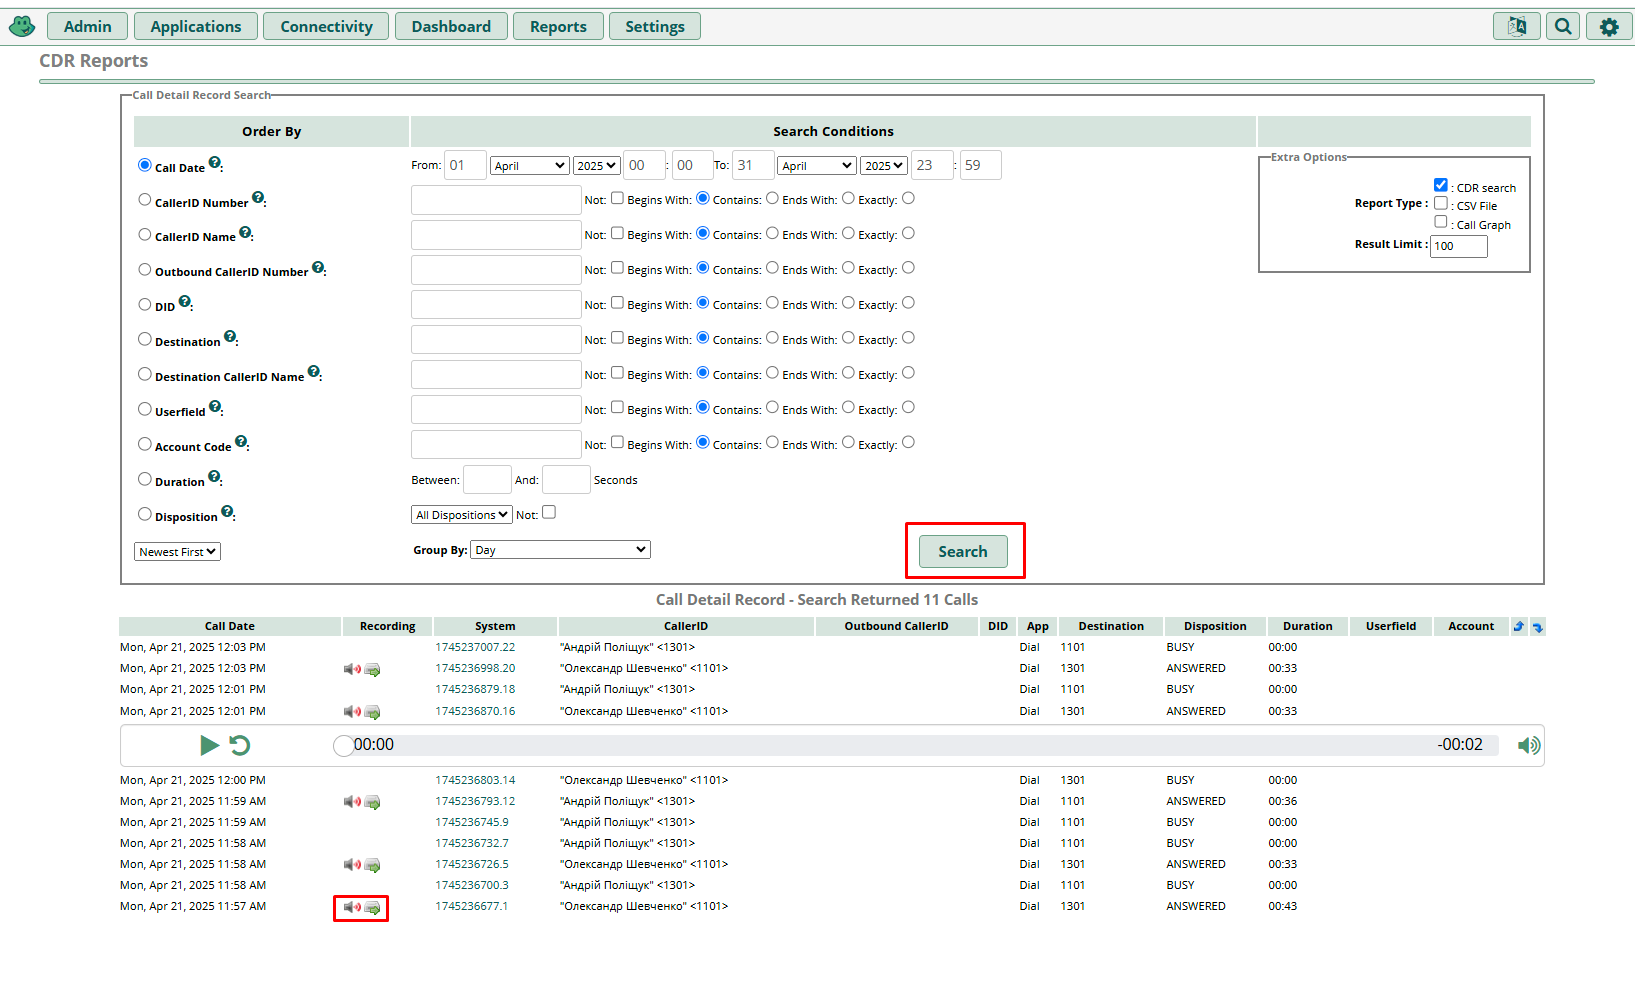 Admin Applications Connectivity Dashboard Reports Settings
CDR Reports
Call Detail Record Search
Order By Search Conditions
Call Date ?: From: 01 April 2025 00 : 00 To: 31 April 2025 23 : 59
Extra Options
CallerID Number ?: Not: Begins With: Contains: Ends With: Exactly:
CallerID Name ?: Not: Begins With: Contains: Ends With: Exactly:
Outbound CallerID Number ?: Not: Begins With: Contains: Ends With: Exactly:
DID ?: Not: Begins With: Contains: Ends With: Exactly:
Destination ?: Not: Begins With: Contains: Ends With: Exactly:
Destination CallerID Name ?: Not: Begins With: Contains: Ends With: Exactly:
Userfield ?: Not: Begins With: Contains: Ends With: Exactly:
Account Code ?: Not: Begins With: Contains: Ends With: Exactly:
Duration ?: Between: And: Seconds
Disposition ?: All Dispositions Not:
Newest First Group By: Day Search
: CDR search
Report Type : : CSV File
: Call Graph
Result Limit : 100
Call Detail Record - Search Returned 11 Calls
Call Date Recording System CallerID Outbound CallerID DID App Destination Disposition Duration Userfield Account
Mon, Apr 21, 2025 12:03 PM 1745237007.22 "Андрій Поліщук" <1301> Dial 1101 BUSY 00:00
Mon, Apr 21, 2025 12:03 PM 1745236998.20 "Олександр Шевченко" <1101> Dial 1301 ANSWERED 00:33
Mon, Apr 21, 2025 12:01 PM 1745236879.18 "Андрій Поліщук" <1301> Dial 1101 BUSY 00:00
Mon, Apr 21, 2025 12:01 PM 1745236870.16 "Олександр Шевченко" <1101> Dial 1301 ANSWERED 00:33
00:00 -00:02
Mon, Apr 21, 2025 12:00 PM 1745236803.14 "Олександр Шевченко" <1101> Dial 1301 BUSY 00:00
Mon, Apr 21, 2025 11:59 AM 1745236793.12 "Андрій Поліщук" <1301> Dial 1101 ANSWERED 00:36
Mon, Apr 21, 2025 11:59 AM 1745236745.9 "Андрій Поліщук" <1301> Dial 1101 BUSY 00:00
Mon, Apr 21, 2025 11:58 AM 1745236732.7 "Андрій Поліщук" <1301> Dial 1101 BUSY 00:00
Mon, Apr 21, 2025 11:58 AM 1745236726.5 "Олександр Шевченко" <1101> Dial 1301 ANSWERED 00:33
Mon, Apr 21, 2025 11:58 AM 1745236700.3 "Андрій Поліщук" <1301> Dial 1101 BUSY 00:00
Mon, Apr 21, 2025 11:57 AM 1745236677.1 "Олександр Шевченко" <1101> Dial 1301 ANSWERED 00:43